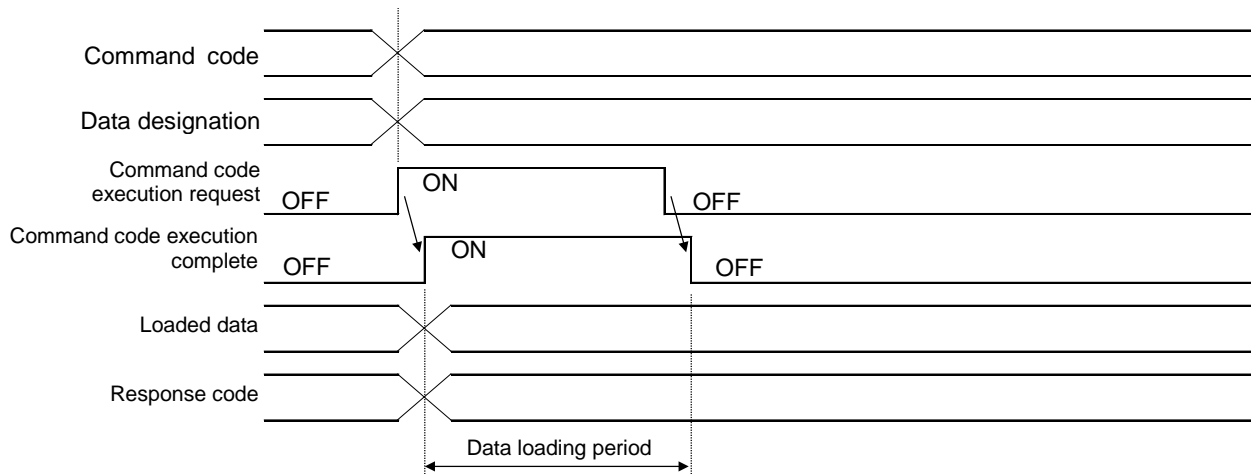 Command code
Data designation
Command code
execution request
OFF
ON
OFF
Command code execution
complete
OFF
ON
OFF
Loaded data
Response code
Data loading period